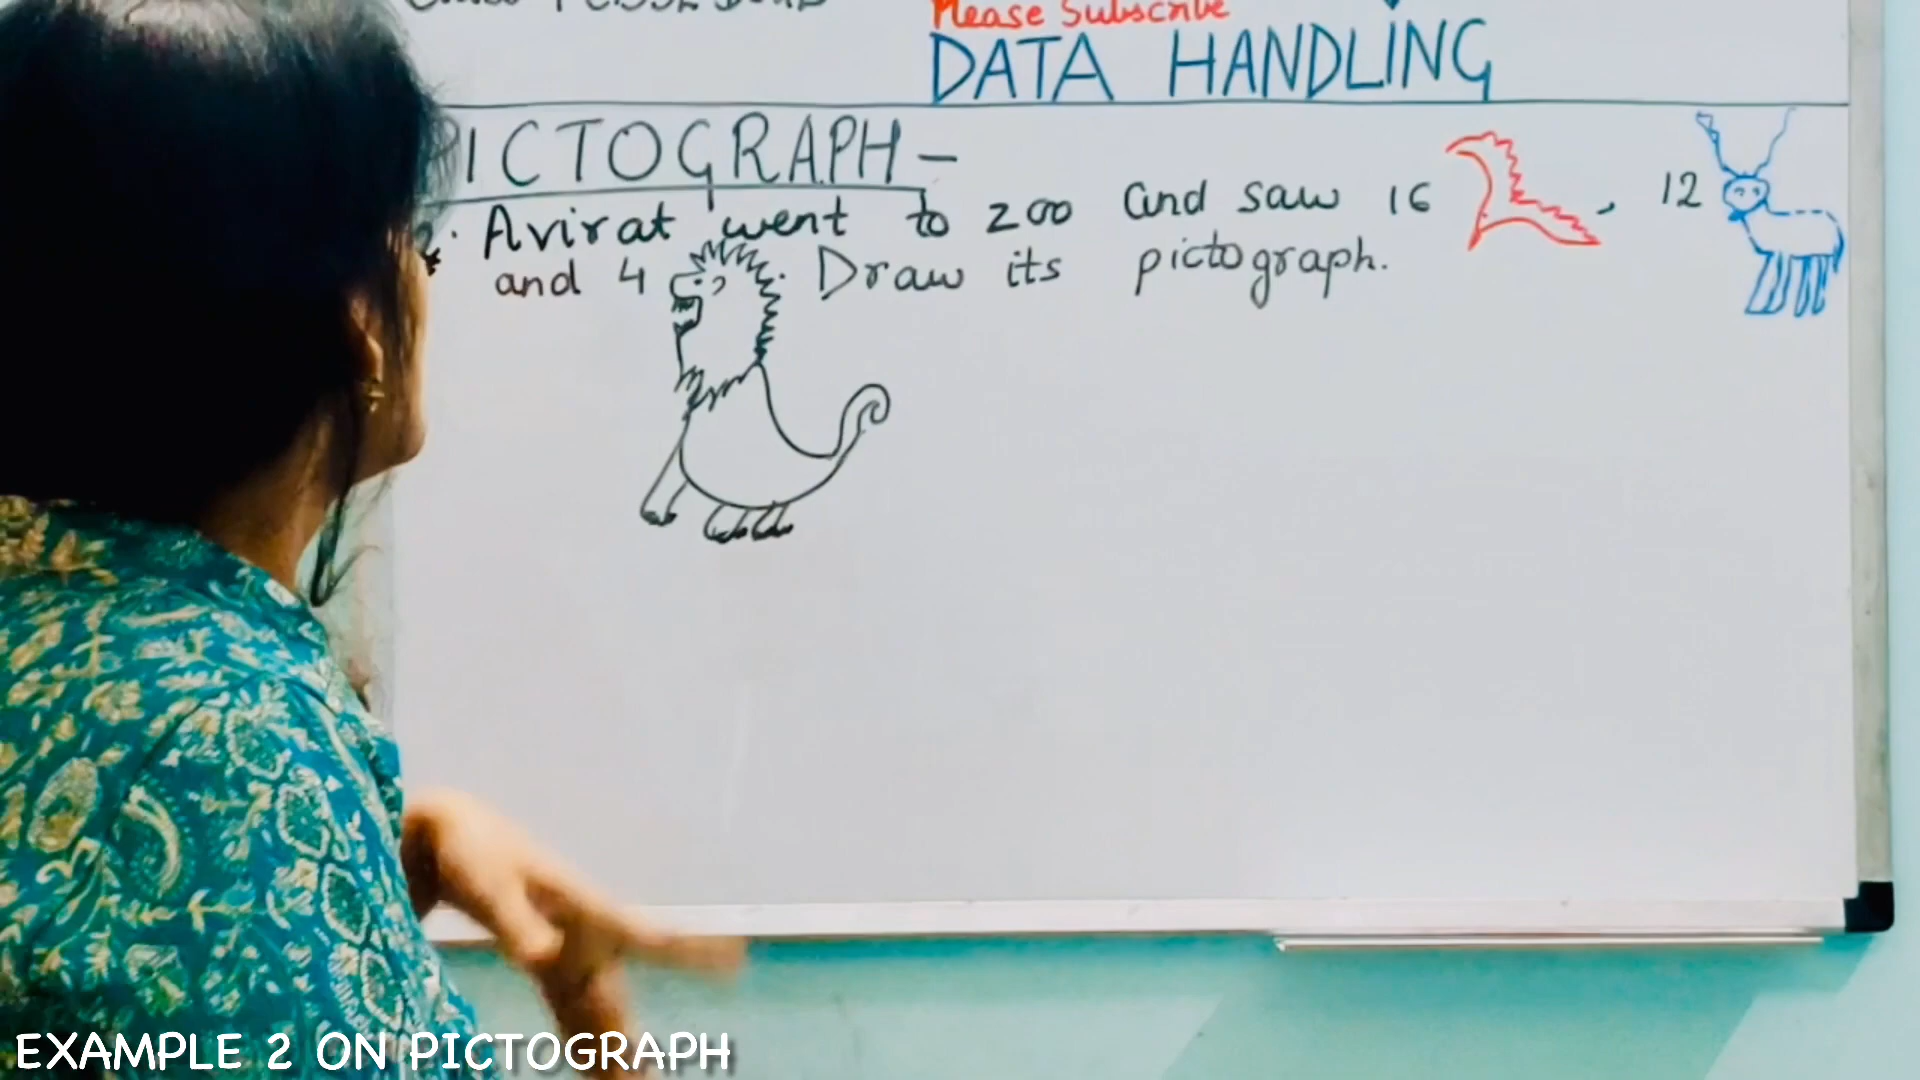 Please Subscribe
DATA HANDLING
PICTOGRAPH -
Avirat went to zoo and saw 16 , 12
and 4 . Draw its pictograph.
EXAMPLE 2 ON PICTOGRAPH